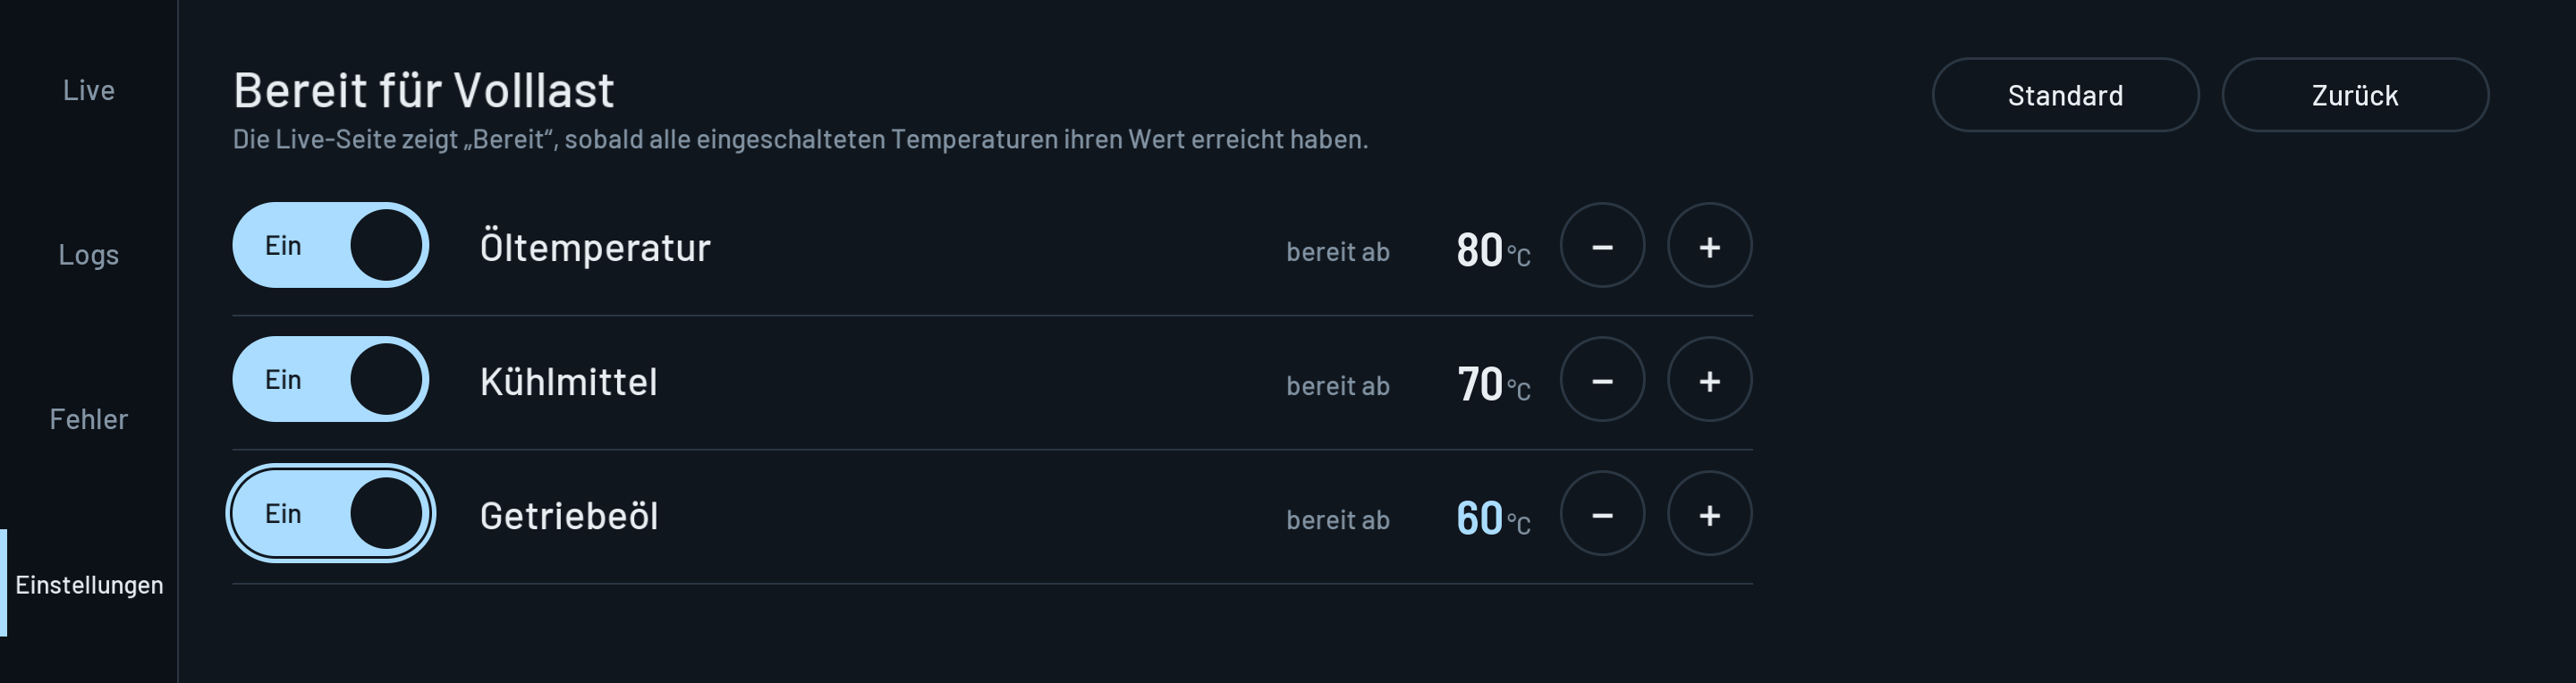 Live
Logs
Fehler
Einstellungen
Bereit für Volllast
Die Live-Seite zeigt „Bereit“, sobald alle eingeschalteten Temperaturen ihren Wert erreicht haben.
Standard
Zurück
Ein Öltemperatur bereit ab 80 °C − +
Ein Kühlmittel bereit ab 70 °C − +
Ein Getriebeöl bereit ab 60 °C − +